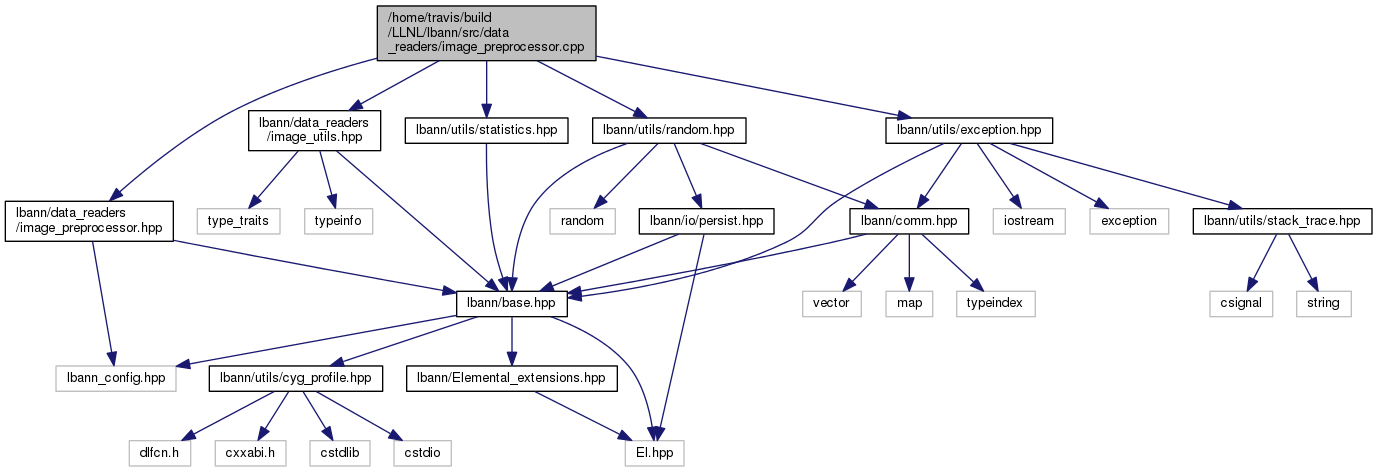 /home/travis/build
/LLNL/lbann/src/data
_readers/image_preprocessor.cpp
lbann/data_readers
/image_utils.hpp
lbann/utils/statistics.hpp
lbann/utils/random.hpp
lbann/utils/exception.hpp
lbann/data_readers
/image_preprocessor.hpp
type_traits
typeinfo
random
lbann/io/persist.hpp
lbann/comm.hpp
iostream
exception
lbann/utils/stack_trace.hpp
lbann/base.hpp
vector
map
typeindex
csignal
string
lbann_config.hpp
lbann/utils/cyg_profile.hpp
lbann/Elemental_extensions.hpp
dlfcn.h
cxxabi.h
cstdlib
cstdio
El.hpp